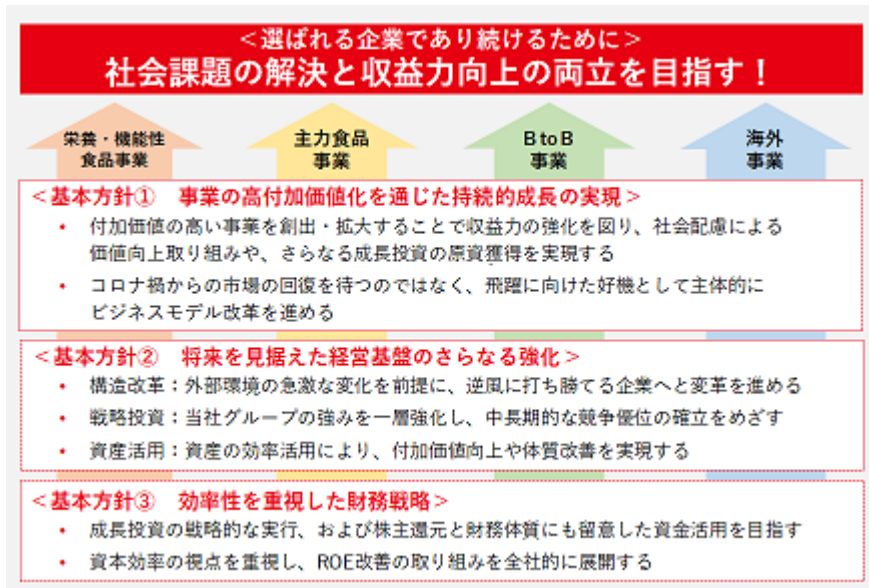 ＜選ばれる企業であり続けるために＞
社会課題の解決と収益力向上の両立を目指す！
栄養・機能性
食品事業
主力食品
事業
BtoB
事業
海外
事業
＜基本方針① 事業の高付加価値化を通じた持続的成長の実現＞
• 付加価値の高い事業を創出・拡大することで収益力の強化を図り、社会配慮による
価値向上取り組みや、さらなる成長投資の原資獲得を実現する
• コロナ禍からの市場の回復を待つのではなく、飛躍に向けた好機として主体的に
ビジネスモデル改革を進める
＜基本方針② 将来を見据えた経営基盤のさらなる強化＞
• 構造改革：外部環境の急激な変化を前提に、逆風に打ち勝てる企業へと変革を進める
• 戦略投資：当社グループの強みを一層強化し、中長期的な競争優位の確立をめざす
• 資産活用：資産の効率活用により、付加価値向上や体質改善を実現する
＜基本方針③ 効率性を重視した財務戦略＞
• 成長投資の戦略的な実行、および株主還元と財務体質にも留意した資金活用を目指す
• 資本効率の視点を重視し、ROE改善の取り組みを全社的に展開する